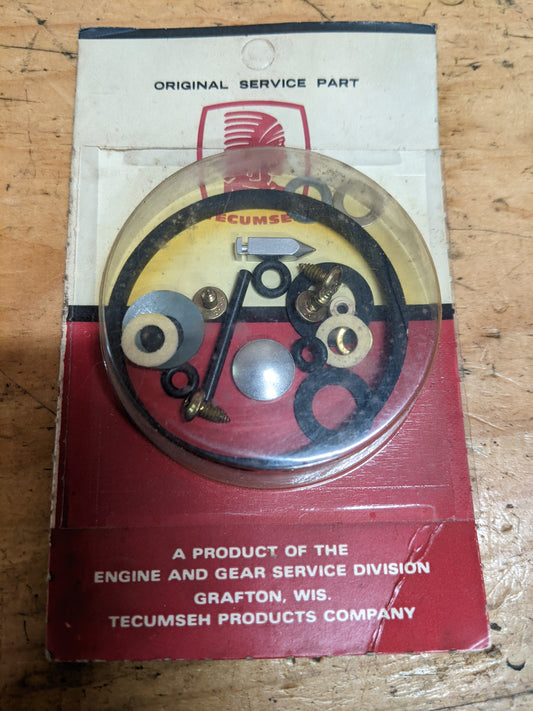 ORIGINAL SERVICE PART
TECUMSEH
A PRODUCT OF THE
ENGINE AND GEAR SERVICE DIVISION
GRAFTON, WIS.
TECUMSEH PRODUCTS COMPANY